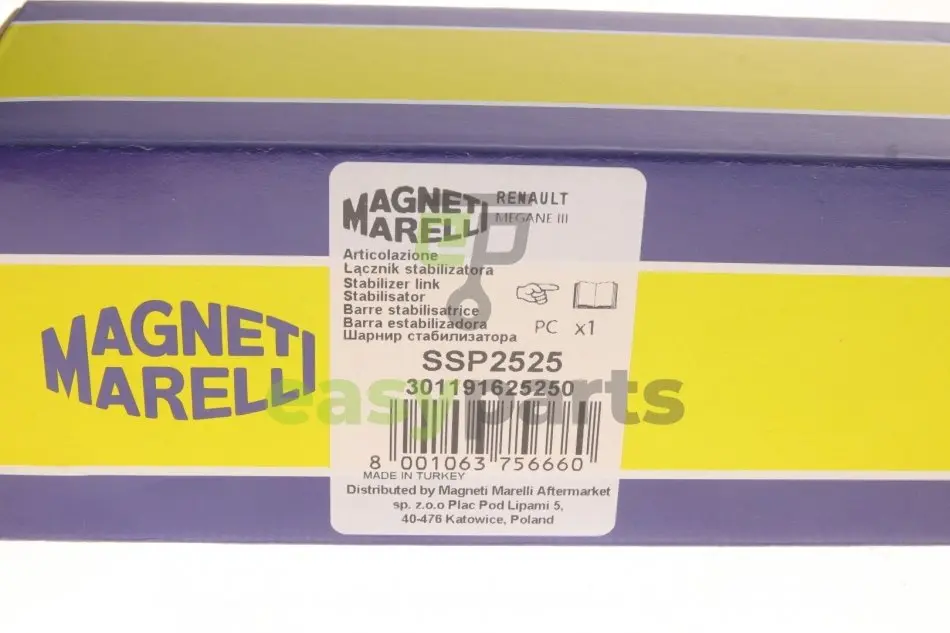 MAGNETI
MARELLI
MAGNETI
MARELLI
RENAULT
MEGANE III
Articolazione
Łącznik stabilizatora
Stabilizer link
Stabilisator
Barre stabilisatrice
Barra estabilizadora
Шарнир стабилизатора
PC x1
SSP2525
301191625250
8 001063 756660
MADE IN TURKEY
Distributed by Magneti Marelli Aftermarket
sp. z.o.o Plac Pod Lipami 5,
40-476 Katowice, Poland
ep
easyparts